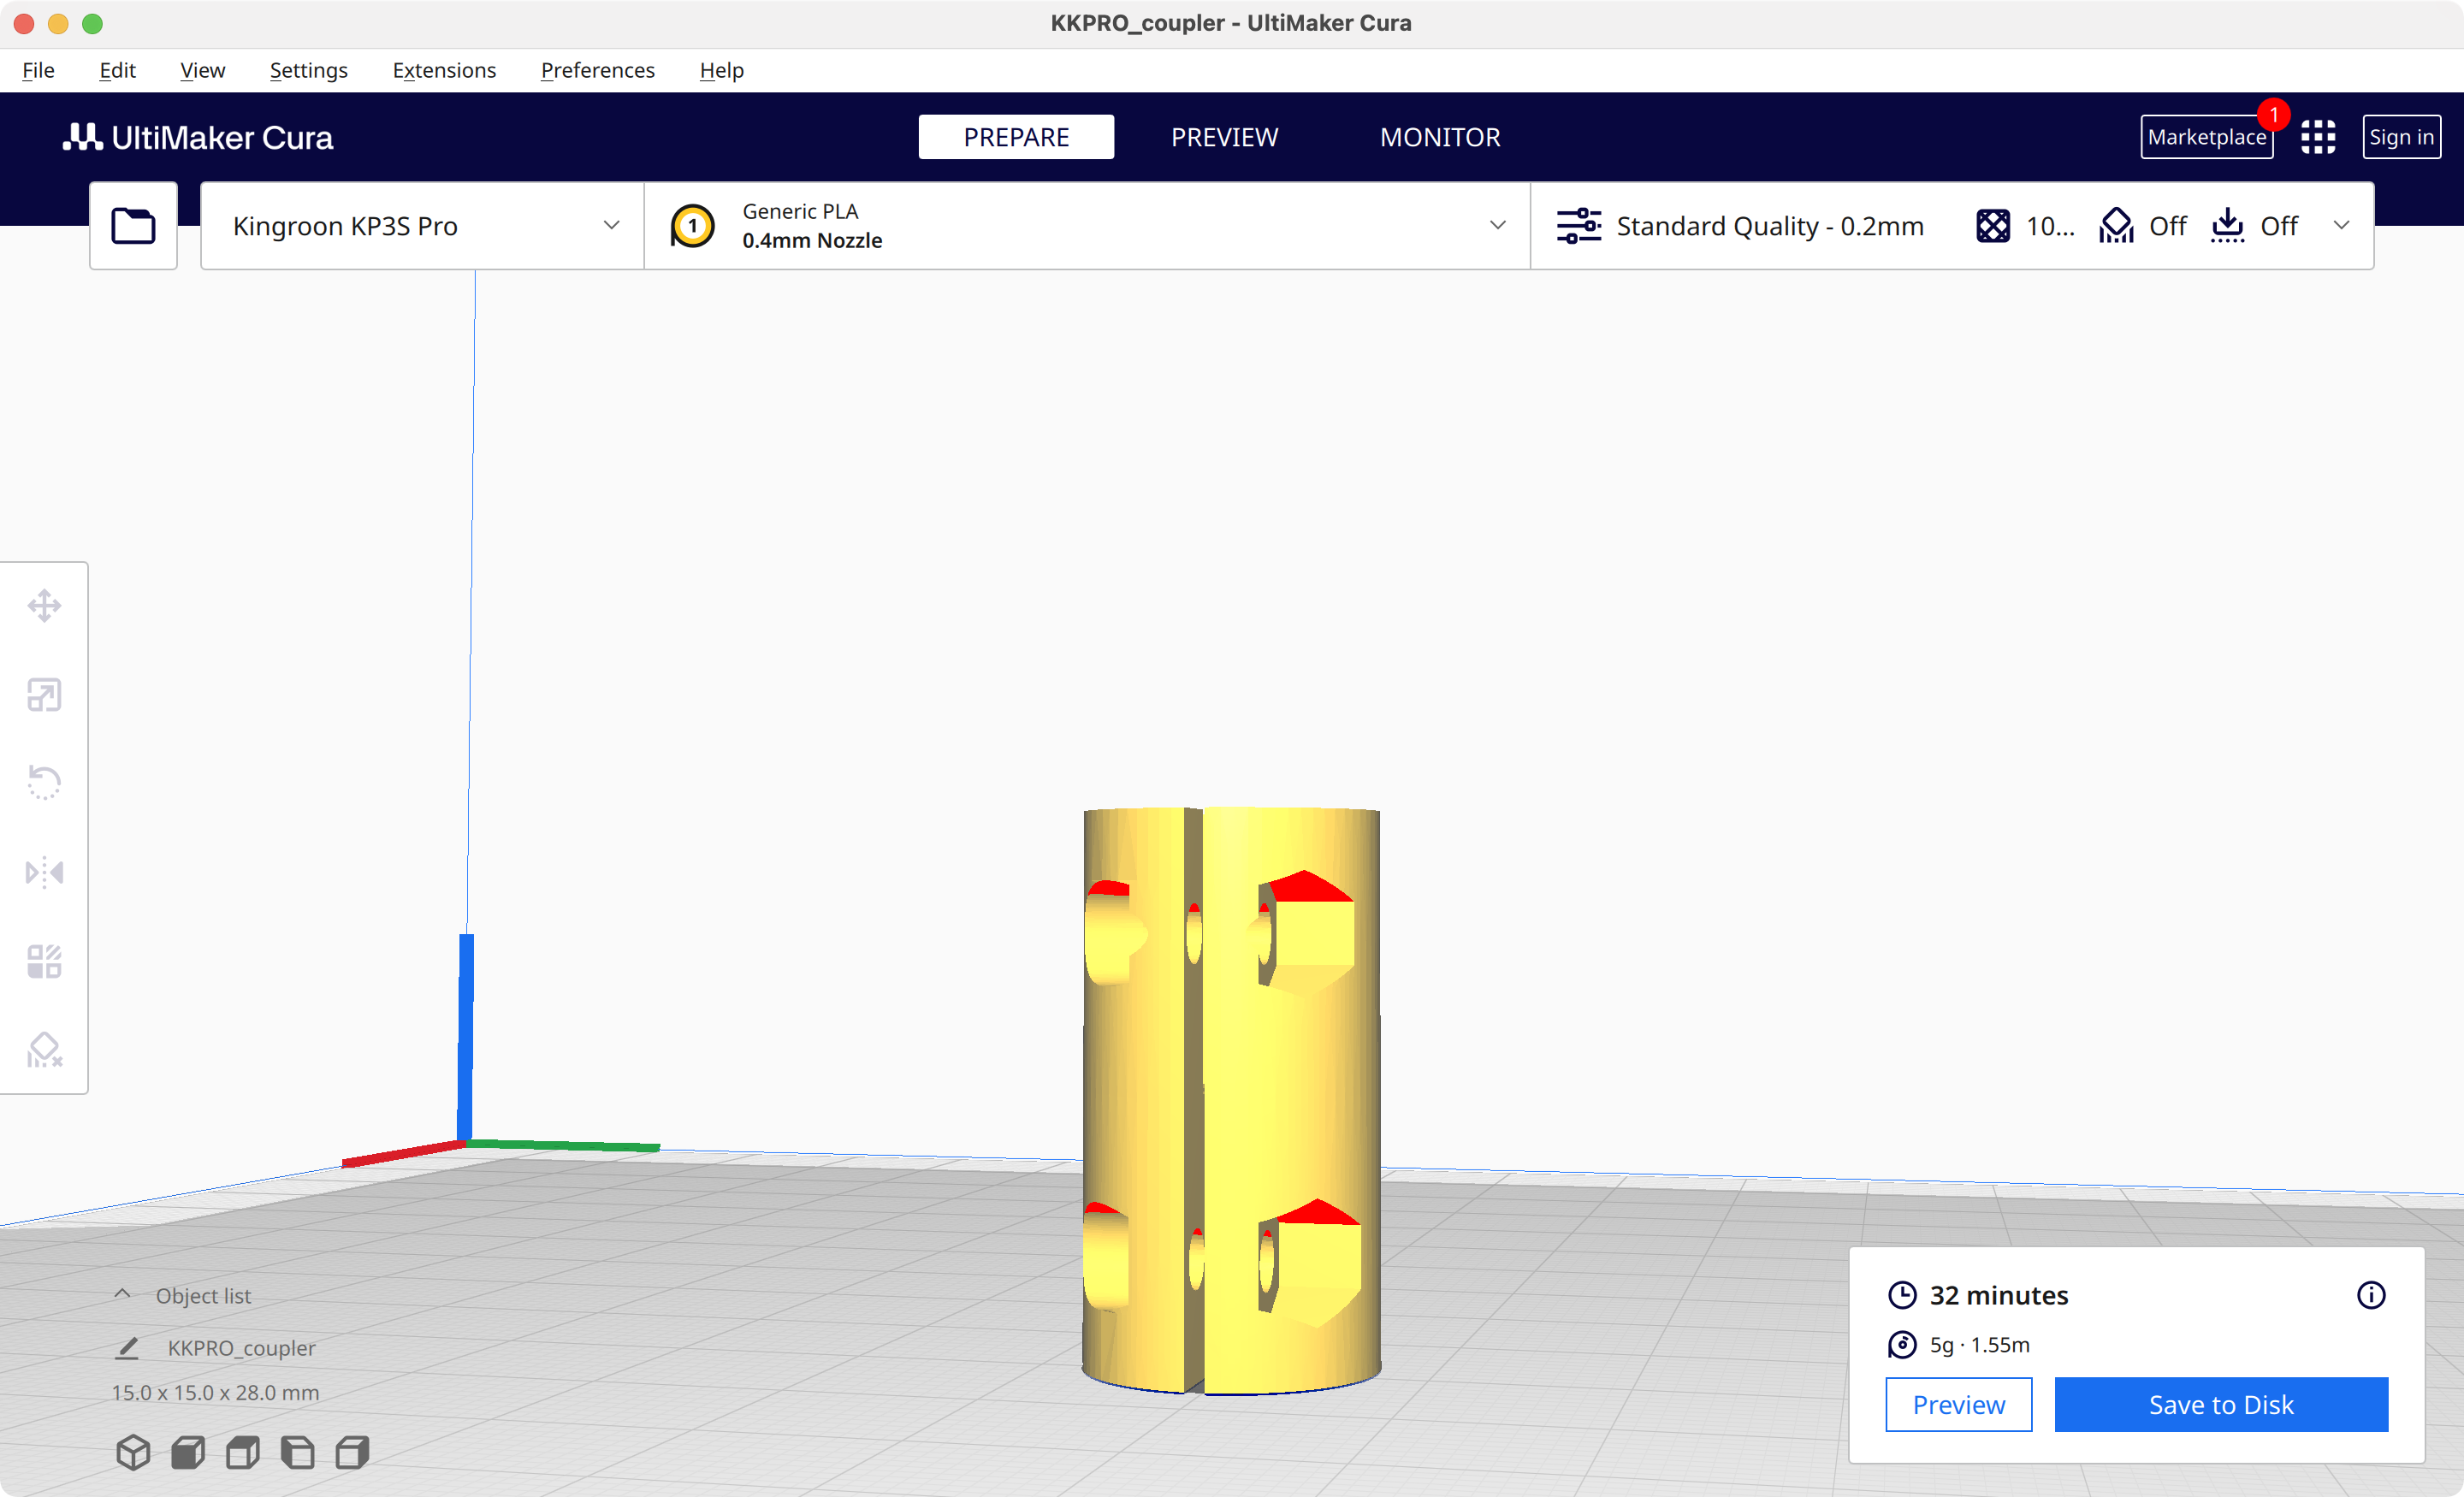 KKPRO_coupler - UltiMaker Cura
File Edit View Settings Extensions Preferences Help
UltiMaker Cura
PREPARE PREVIEW MONITOR
Marketplace 1 Sign in
Kingroon KP3S Pro
1
Generic PLA
0.4mm Nozzle
Standard Quality - 0.2mm 10... Off Off
Object list
KKPRO_coupler
15.0 x 15.0 x 28.0 mm
32 minutes
5g · 1.55m
Preview Save to Disk